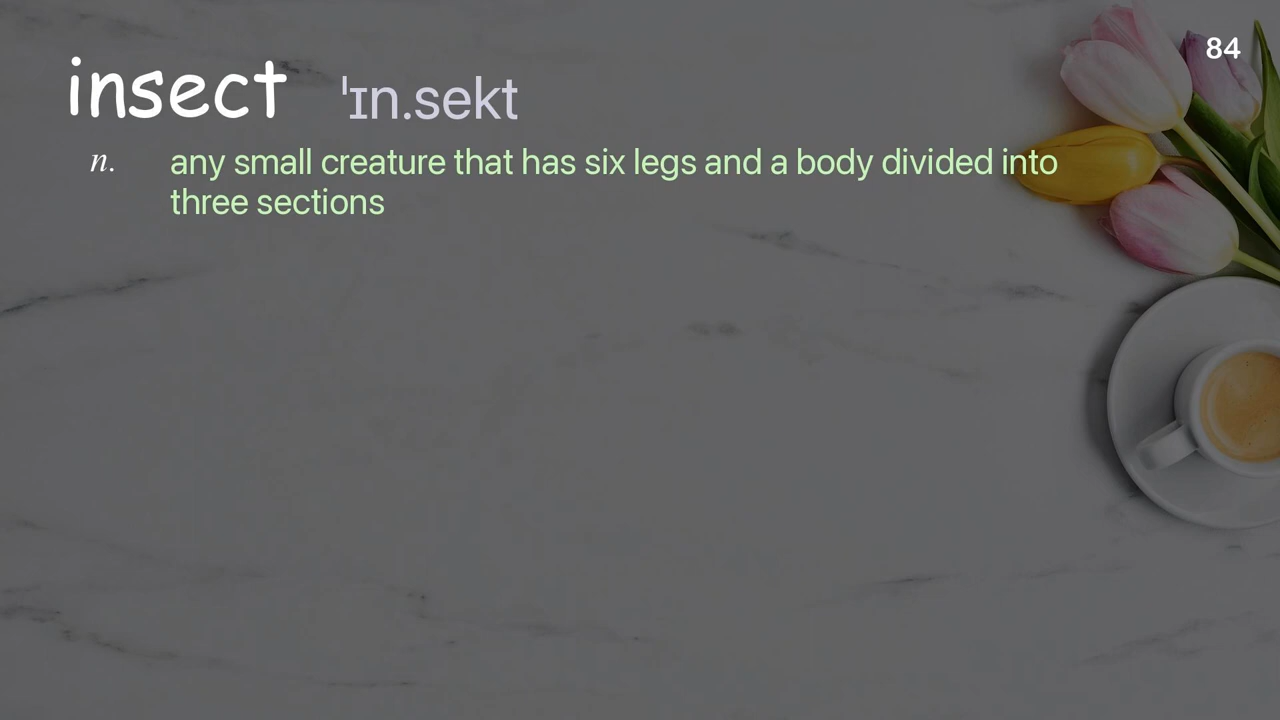 84
insect ˈɪn.sekt
n. any small creature that has six legs and a body divided into
three sections